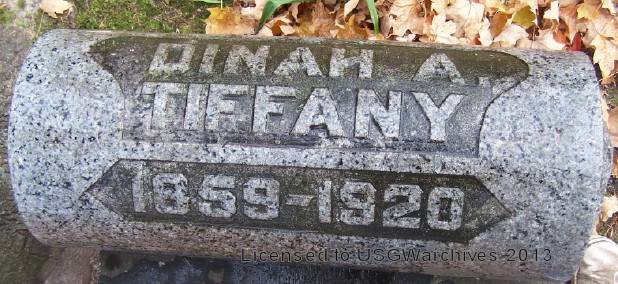 DINAH A.
TIFFANY
1859-1920
Licensed to USGWarchives 2013